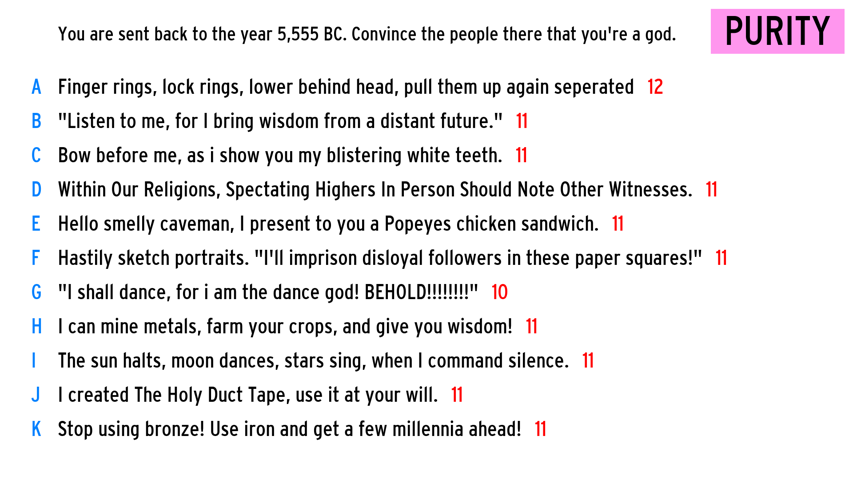 You are sent back to the year 5,555 BC. Convince the people there that you're a god.
PURITY
A Finger rings, lock rings, lower behind head, pull them up again seperated 12
B "Listen to me, for I bring wisdom from a distant future." 11
C Bow before me, as i show you my blistering white teeth. 11
D Within Our Religions, Spectating Highers In Person Should Note Other Witnesses. 11
E Hello smelly caveman, I present to you a Popeyes chicken sandwich. 11
F Hastily sketch portraits. "I'll imprison disloyal followers in these paper squares!" 11
G "I shall dance, for i am the dance god! BEHOLD!!!!!!!!" 10
H I can mine metals, farm your crops, and give you wisdom! 11
I The sun halts, moon dances, stars sing, when I command silence. 11
J I created The Holy Duct Tape, use it at your will. 11
K Stop using bronze! Use iron and get a few millennia ahead! 11